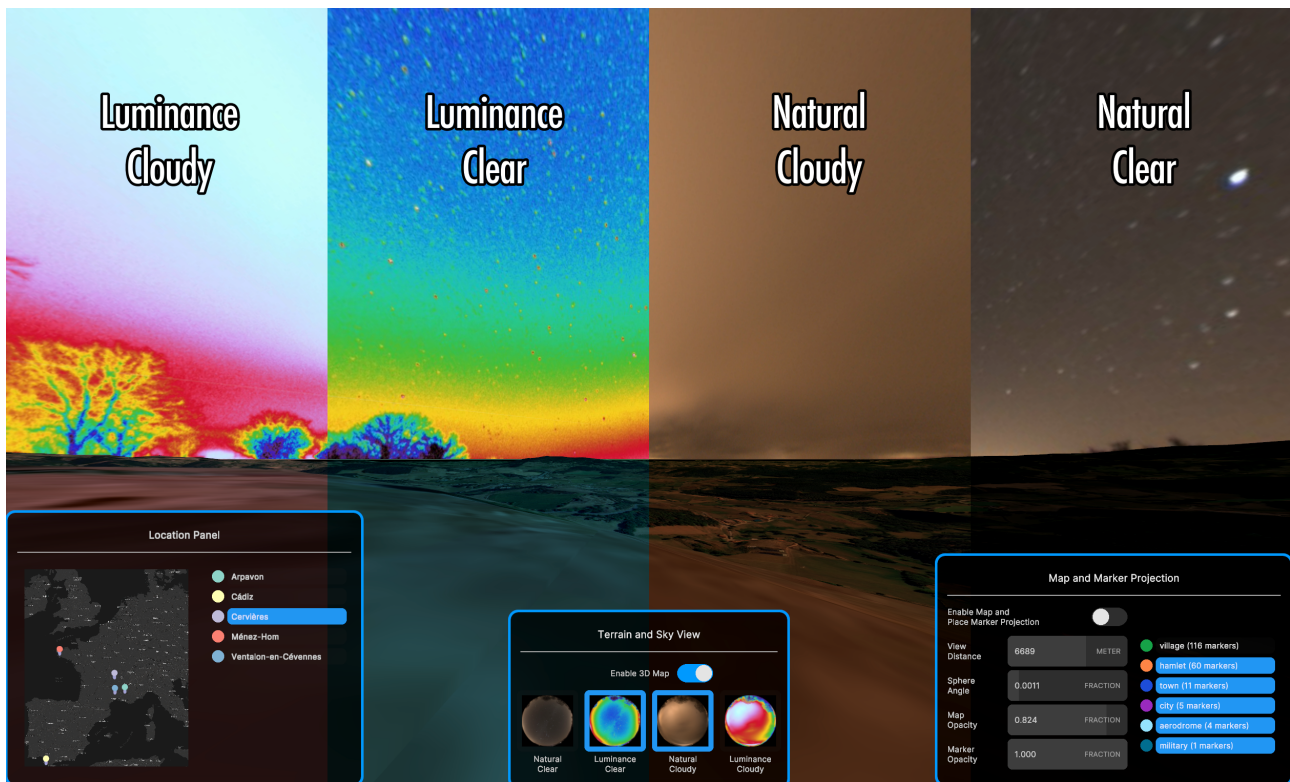 Luminance
Cloudy
Luminance
Clear
Natural
Cloudy
Natural
Clear
Location Panel
Arpavon
Cádiz
Cervières
Ménez-Hom
Ventalon-en-Cévennes
Terrain and Sky View
Enable 3D Map
Natural
Clear
Luminance
Clear
Natural
Cloudy
Luminance
Cloudy
Map and Marker Projection
Enable Map and
Place Marker Projection
View
Distance
6689 METER
Sphere
Angle
0.0011 FRACTION
Map
Opacity
0.824 FRACTION
Marker
Opacity
1.000 FRACTION
village (116 markers)
hamlet (60 markers)
town (11 markers)
city (5 markers)
aerodrome (4 markers)
military (1 markers)